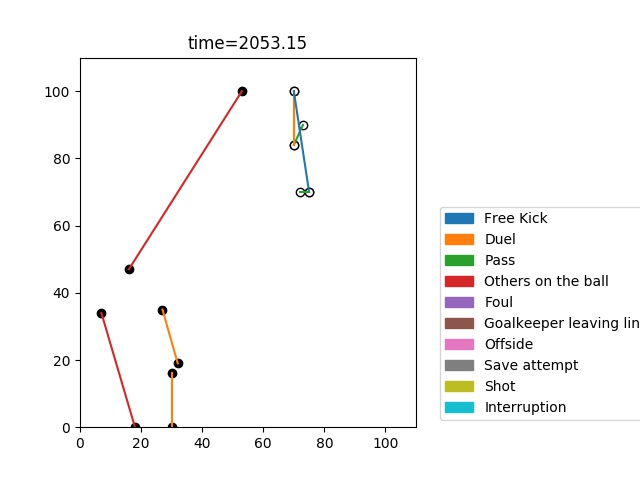 time=2053.15
100
80
60
40
20
0
0 20 40 60 80 100
Free Kick
Duel
Pass
Others on the ball
Foul
Goalkeeper leaving lin
Offside
Save attempt
Shot
Interruption